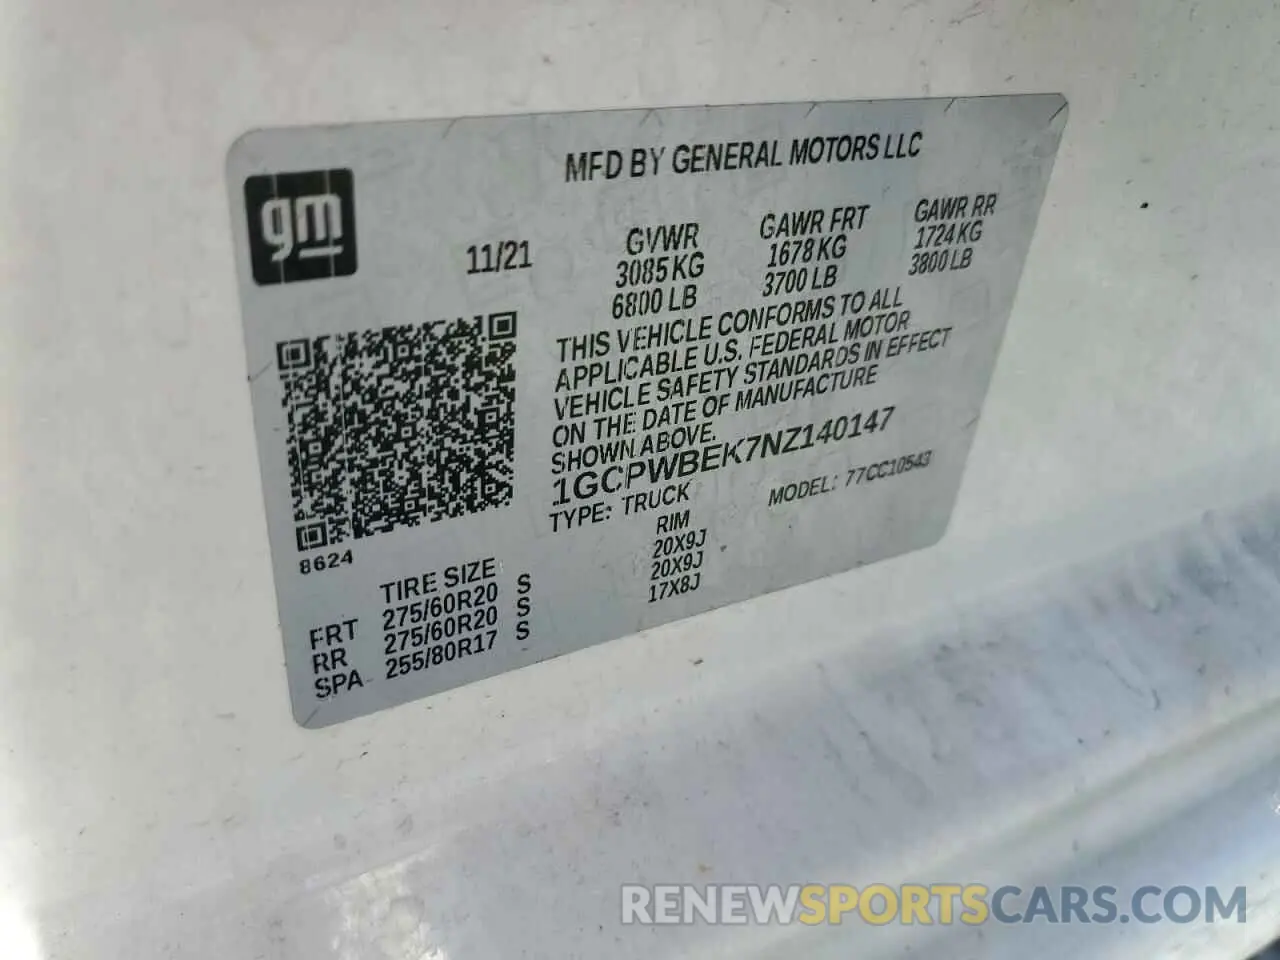 gm
MFD BY GENERAL MOTORS LLC
11/21
GVWR GAWR FRT GAWR RR
3085 KG 1678 KG 1724 KG
6800 LB 3700 LB 3800 LB
THIS VEHICLE CONFORMS TO ALL
APPLICABLE U.S. FEDERAL MOTOR
VEHICLE SAFETY STANDARDS IN EFFECT
ON THE DATE OF MANUFACTURE
SHOWN ABOVE.
1GCPWBEK7NZ140147
TYPE: TRUCK MODEL: 77CC10543
8624
TIRE SIZE RIM
FRT 275/60R20 S 20X9J
RR 275/60R20 S 20X9J
SPA 255/80R17 S 17X8J
RENEWSPORTSCARS.COM